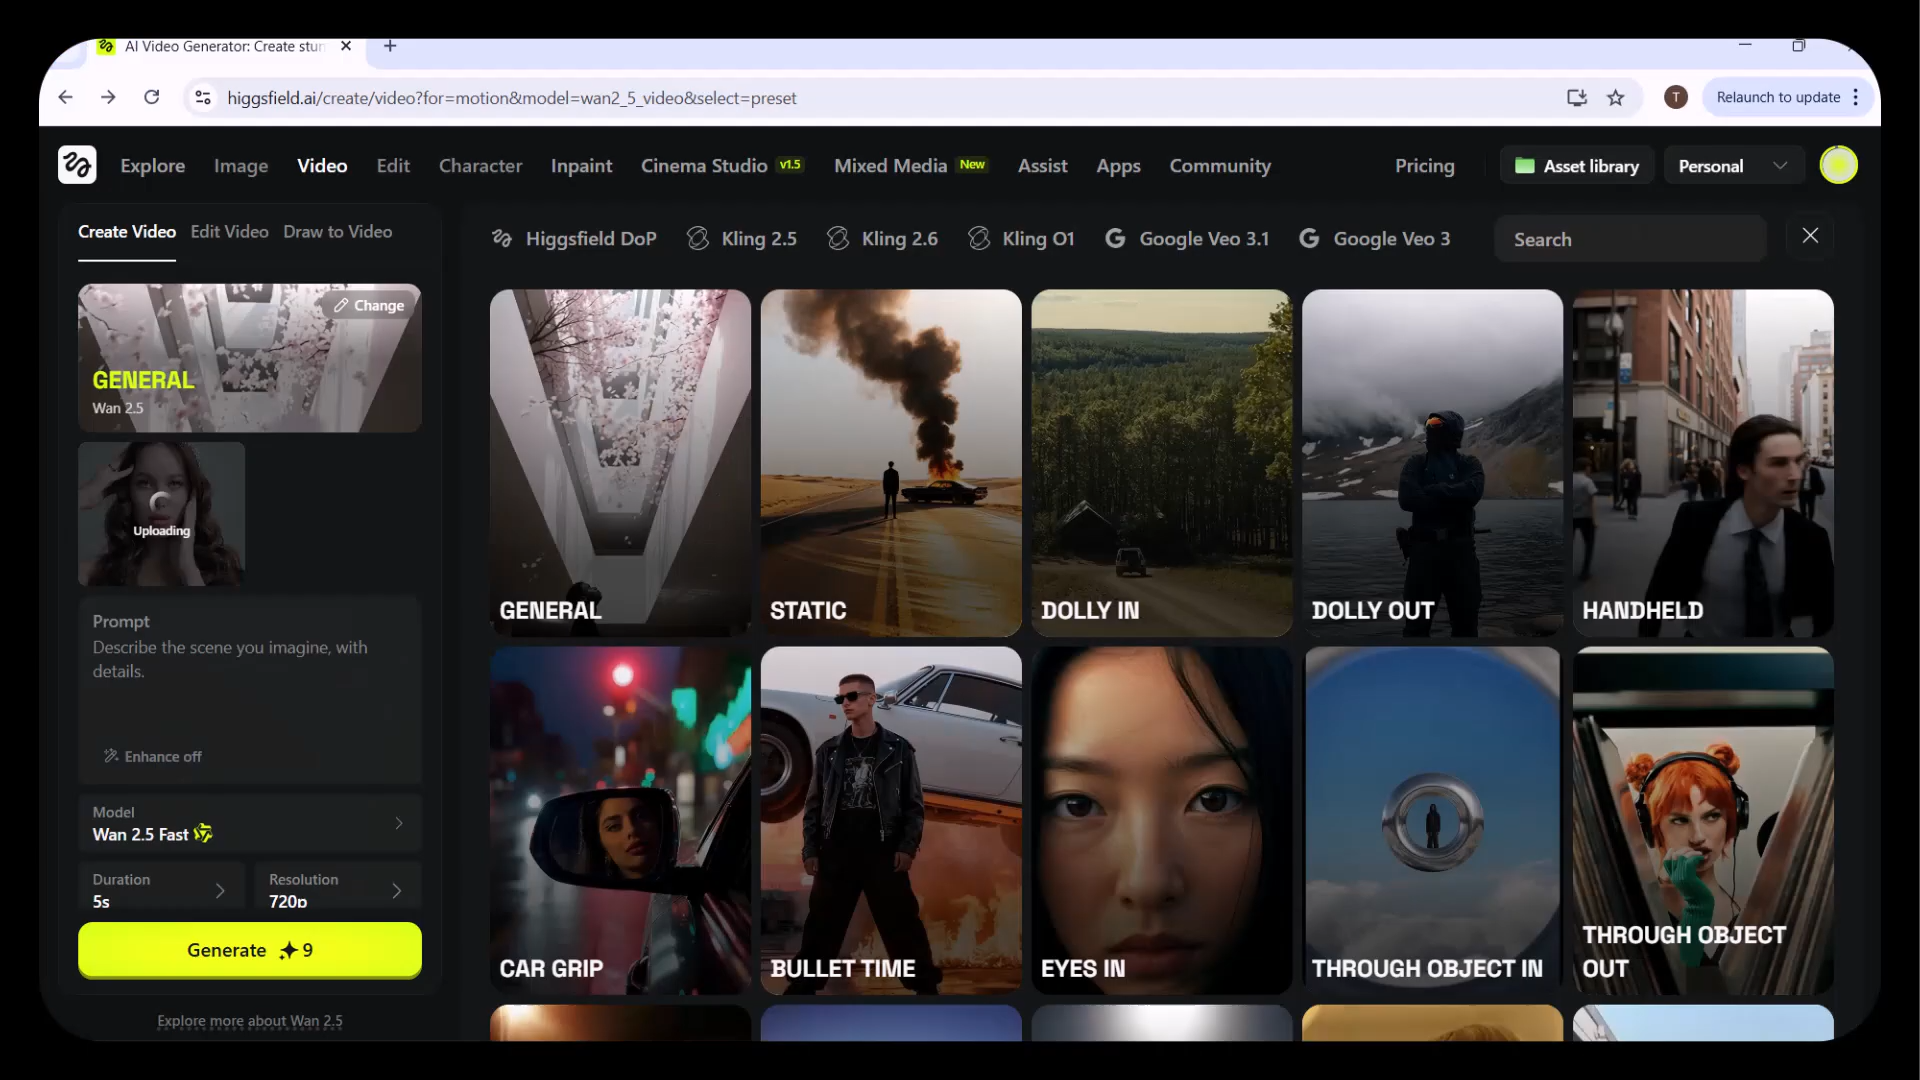 AI Video Generator: Create stun
higgsfield.ai/create/video?for=motion&model=wan2_5_video&select=preset
T
Relaunch to update
Explore
Image
Video
Edit
Character
Inpaint
Cinema Studio v1.5
Mixed Media New
Assist
Apps
Community
Pricing
Asset library
Personal
Create Video
Edit Video
Draw to Video
Change
GENERAL
Wan 2.5
Uploading
Prompt
Describe the scene you imagine, with
details.
Enhance off
Model
Wan 2.5 Fast
Duration
5s
Resolution
720p
Generate 9
Explore more about Wan 2.5
Higgsfield DoP
Kling 2.5
Kling 2.6
Kling O1
G Google Veo 3.1
G Google Veo 3
Search
GENERAL
STATIC
DOLLY IN
DOLLY OUT
HANDHELD
CAR GRIP
BULLET TIME
EYES IN
THROUGH OBJECT IN
THROUGH OBJECT
OUT